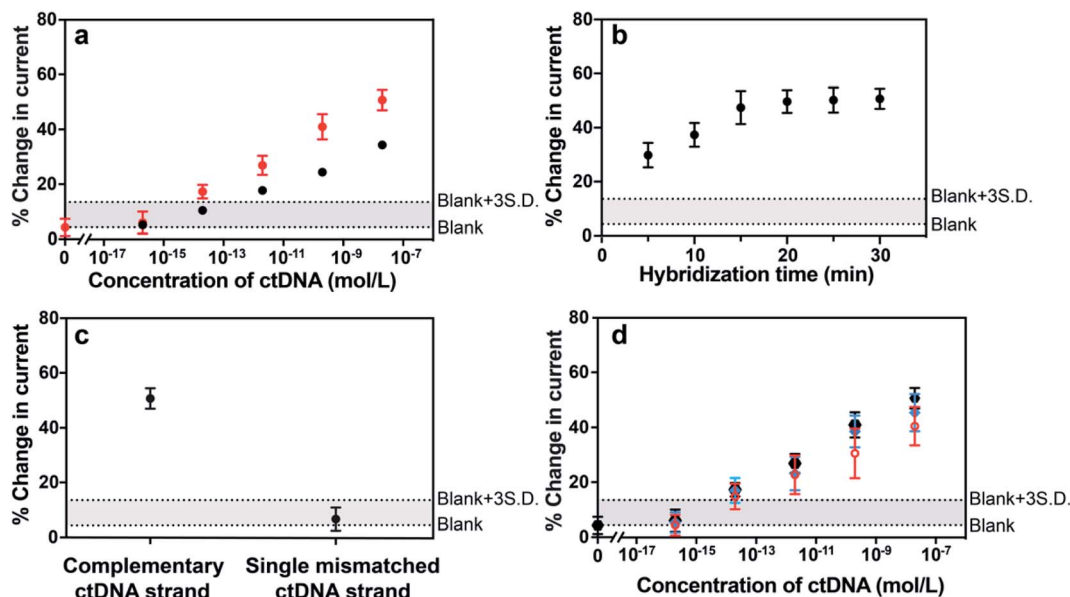 a
% Change in current
80
60
40
20
0
Blank+3S.D.
Blank
0
10⁻¹⁷
10⁻¹⁵
10⁻¹³
10⁻¹¹
10⁻⁹
10⁻⁷
Concentration of ctDNA (mol/L)
b
% Change in current
80
60
40
20
0
Blank+3S.D.
Blank
0
10
20
30
Hybridization time (min)
c
% Change in current
80
60
40
20
0
Blank+3S.D.
Blank
Complementary
ctDNA strand
Single mismatched
ctDNA strand
d
% Change in current
80
60
40
20
0
Blank+3S.D.
Blank
0
10⁻¹⁷
10⁻¹⁵
10⁻¹³
10⁻¹¹
10⁻⁹
10⁻⁷
Concentration of ctDNA (mol/L)